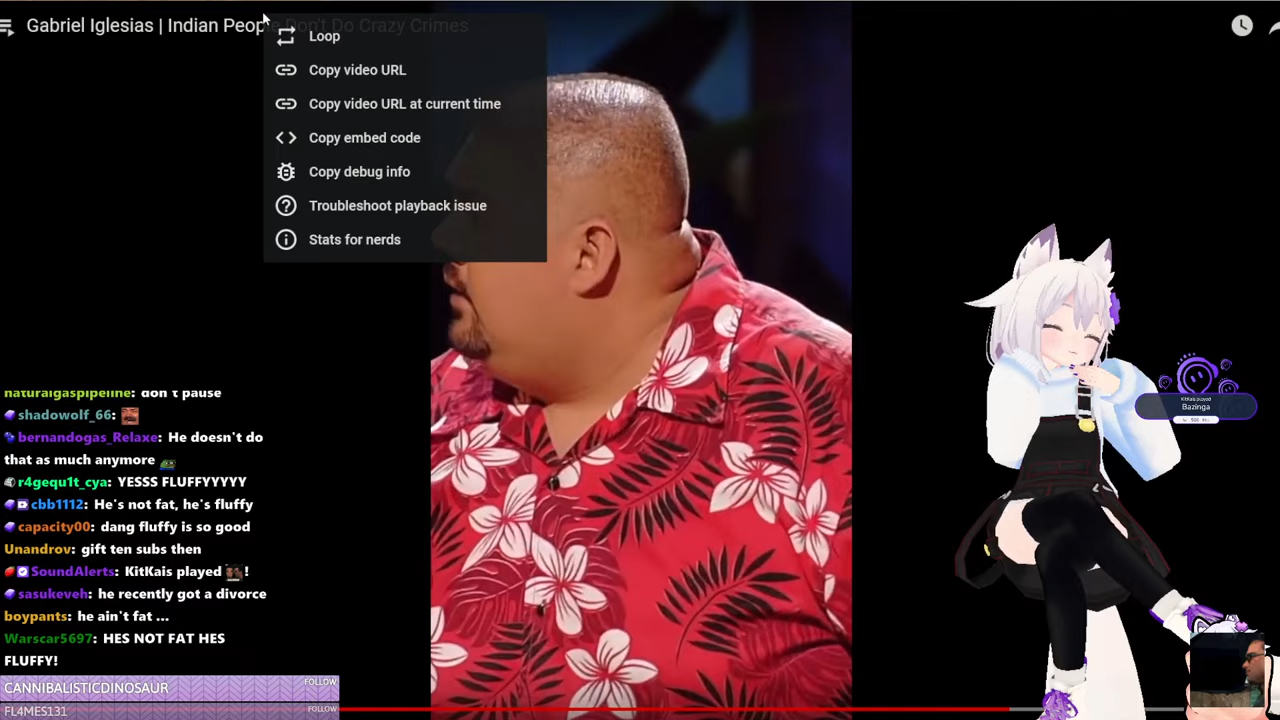 Gabriel Iglesias | Indian People Don't Do Crazy Crimes
Loop
Copy video URL
Copy video URL at current time
Copy embed code
Copy debug info
Troubleshoot playback issue
Stats for nerds
naturalgaspipeline: don't pause
shadowolf_66:
bernandogas_Relaxe: He doesn't do
that as much anymore
r4gequ1t_cya: YESSS FLUFFYYYYY
cbb1112: He's not fat, he's fluffy
capacity00: dang fluffy is so good
Unandrov: gift ten subs then
SoundAlerts: KitKais played !
sasukeveh: he recently got a divorce
boypants: he ain't fat ...
Warscar5697: HES NOT FAT HES
FLUFFY!
CANNIBALISTICDINOSAUR FOLLOW
FL4MES131 FOLLOW
KitKais played
Bazinga